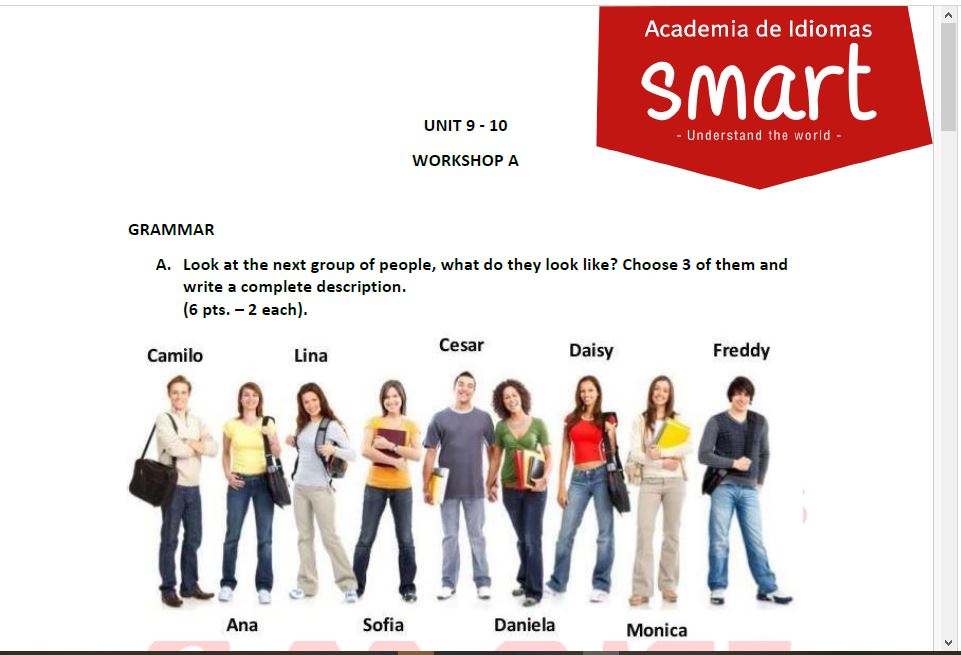 Academia de Idiomas
smart
- Understand the world -
UNIT 9 - 10
WORKSHOP A
GRAMMAR
A. Look at the next group of people, what do they look like? Choose 3 of them and
write a complete description.
(6 pts. – 2 each).
Camilo Lina Cesar Daisy Freddy
Ana Sofia Daniela Monica